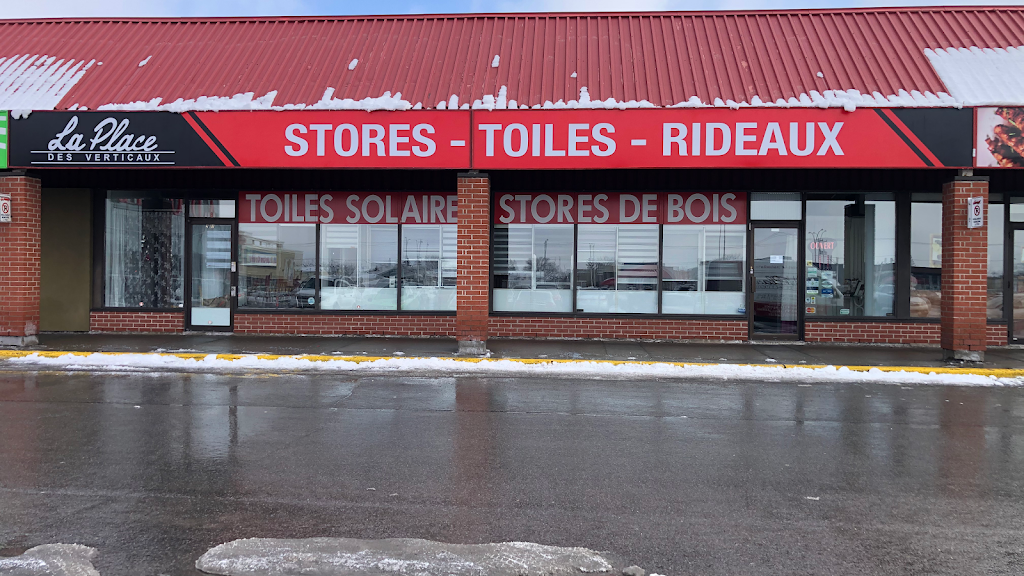 La Place
DES VERTICAUX
STORES - TOILES - RIDEAUX
TOILES SOLAIRE
STORES DE BOIS
OUVERT